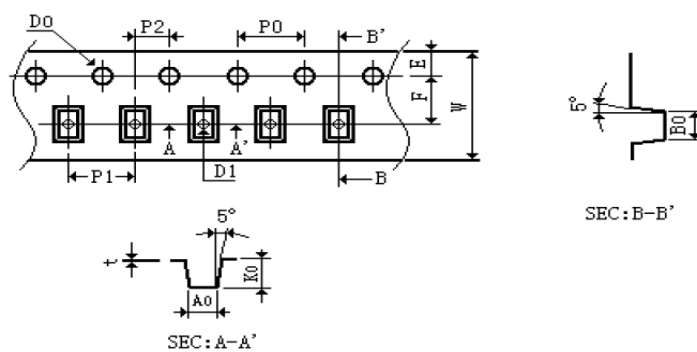 D0 P2 P0 B' E
F W
A A' D1
P1 B
5° B0
SEC:B-B'
5°
t A0 K0
SEC:A-A'